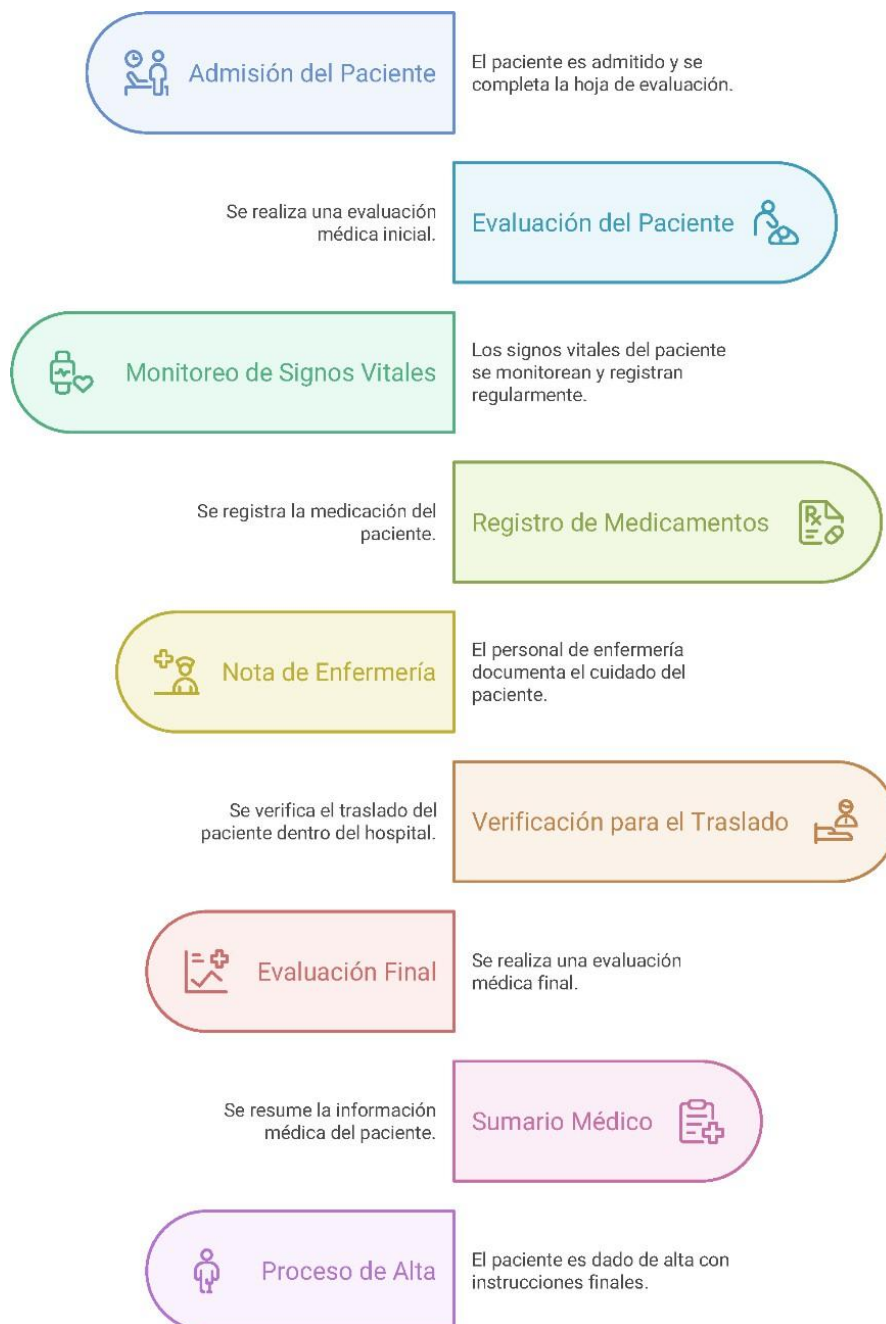 Admisión del Paciente
El paciente es admitido y se
completa la hoja de evaluación.
Se realiza una evaluación
médica inicial.
Evaluación del Paciente
Monitoreo de Signos Vitales
Los signos vitales del paciente
se monitorean y registran
regularmente.
Se registra la medicación del
paciente.
Registro de Medicamentos
Nota de Enfermería
El personal de enfermería
documenta el cuidado del
paciente.
Se verifica el traslado del
paciente dentro del hospital.
Verificación para el Traslado
Evaluación Final
Se realiza una evaluación
médica final.
Se resume la información
médica del paciente.
Sumario Médico
Proceso de Alta
El paciente es dado de alta con
instrucciones finales.